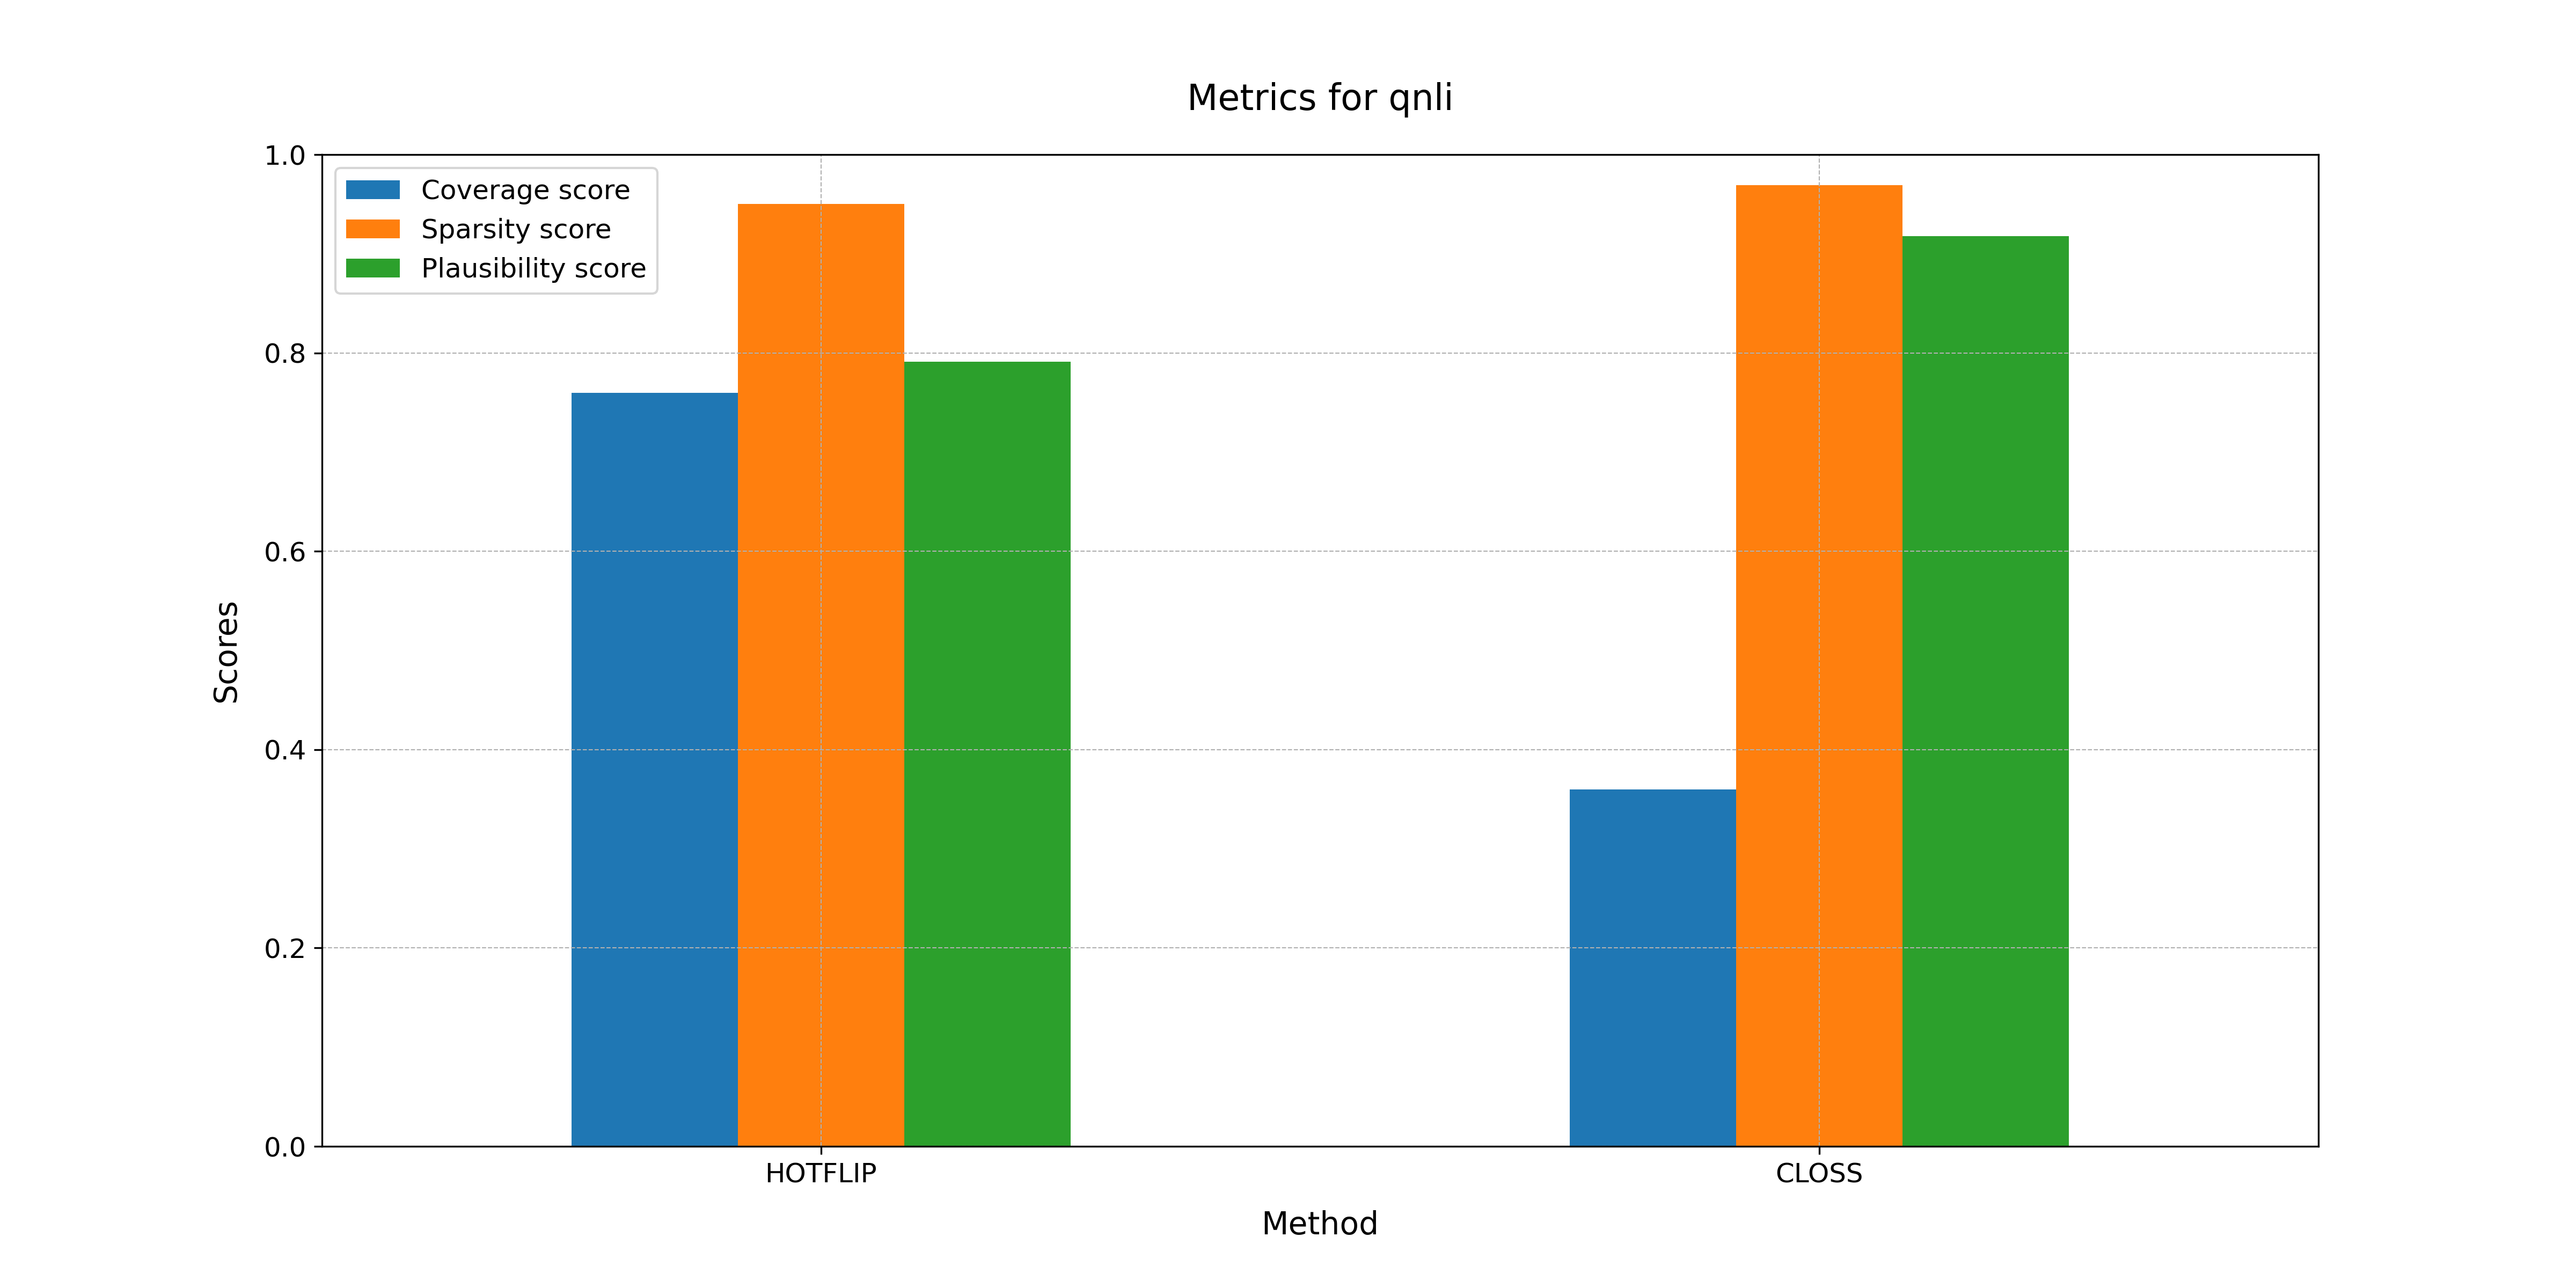 Metrics for qnli
1.0
0.8
0.6
0.4
0.2
0.0
Scores
Coverage score
Sparsity score
Plausibility score
HOTFLIP
CLOSS
Method